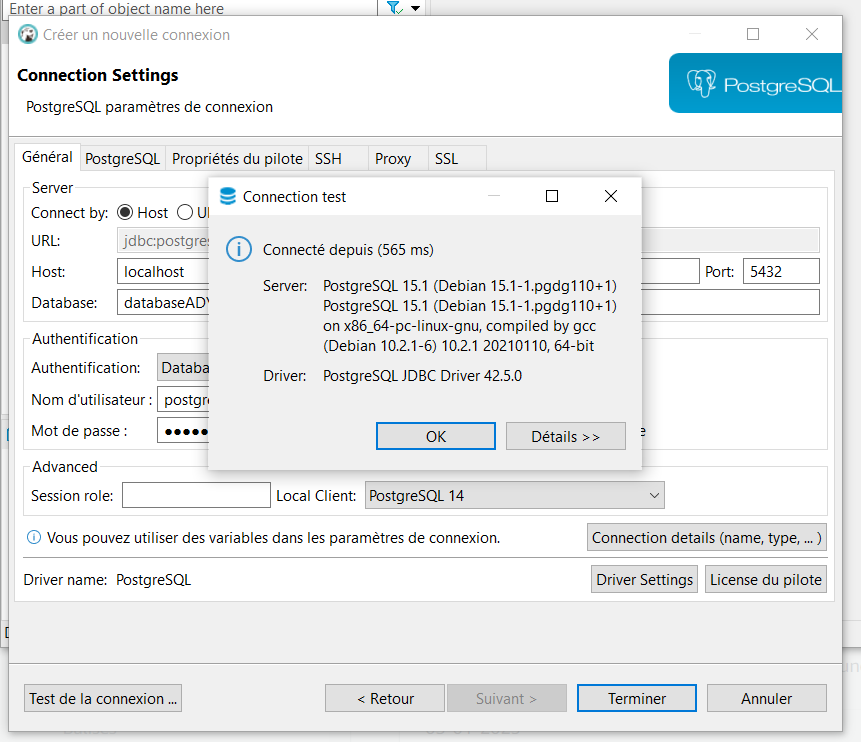 Enter a part of object name here
Créer un nouvelle connexion
Connection Settings
PostgreSQL paramètres de connexion
PostgreSQL
Général PostgreSQL Propriétés du pilote SSH Proxy SSL
Server
Connect by: Host
URL: jdbc:postgres
Host: localhost Port: 5432
Database: databaseADV
Authentification
Authentification: Databa
Nom d'utilisateur : postgr
Mot de passe :
Connection test
Connecté depuis (565 ms)
Server: PostgreSQL 15.1 (Debian 15.1-1.pgdg110+1)
PostgreSQL 15.1 (Debian 15.1-1.pgdg110+1)
on x86_64-pc-linux-gnu, compiled by gcc
(Debian 10.2.1-6) 10.2.1 20210110, 64-bit
Driver: PostgreSQL JDBC Driver 42.5.0
OK Détails >>
Advanced
Session role: Local Client: PostgreSQL 14
Vous pouvez utiliser des variables dans les paramètres de connexion.
Connection details (name, type, ... )
Driver name: PostgreSQL Driver Settings License du pilote
Test de la connexion ... < Retour Suivant > Terminer Annuler